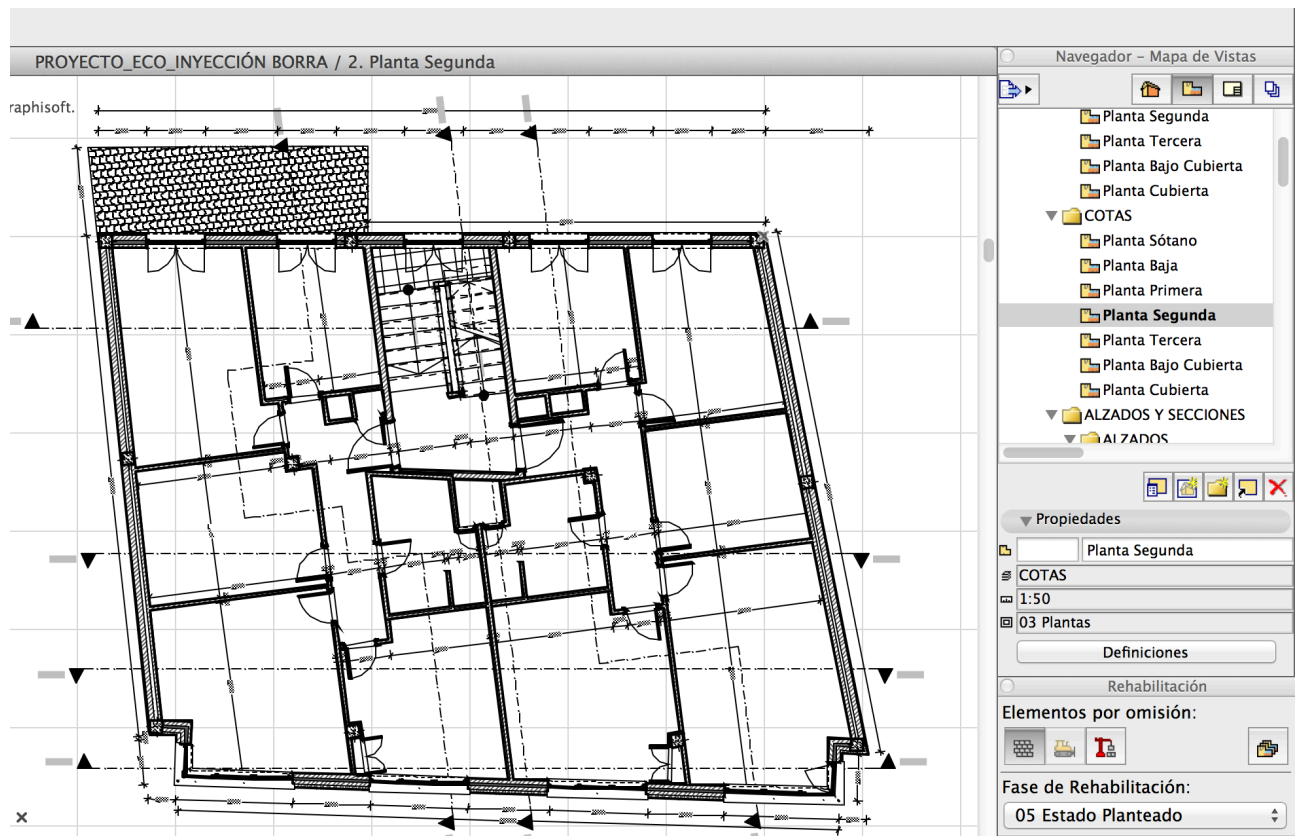 PROYECTO_ECO_INYECCIÓN BORRA / 2. Planta Segunda
raphisoft.
Navegador – Mapa de Vistas
Planta Segunda
Planta Tercera
Planta Bajo Cubierta
Planta Cubierta
COTAS
Planta Sótano
Planta Baja
Planta Primera
Planta Segunda
Planta Tercera
Planta Bajo Cubierta
Planta Cubierta
ALZADOS Y SECCIONES
ALZADOS
Propiedades
Planta Segunda
COTAS
1:50
03 Plantas
Definiciones
Rehabilitación
Elementos por omisión:
Fase de Rehabilitación:
05 Estado Planteado